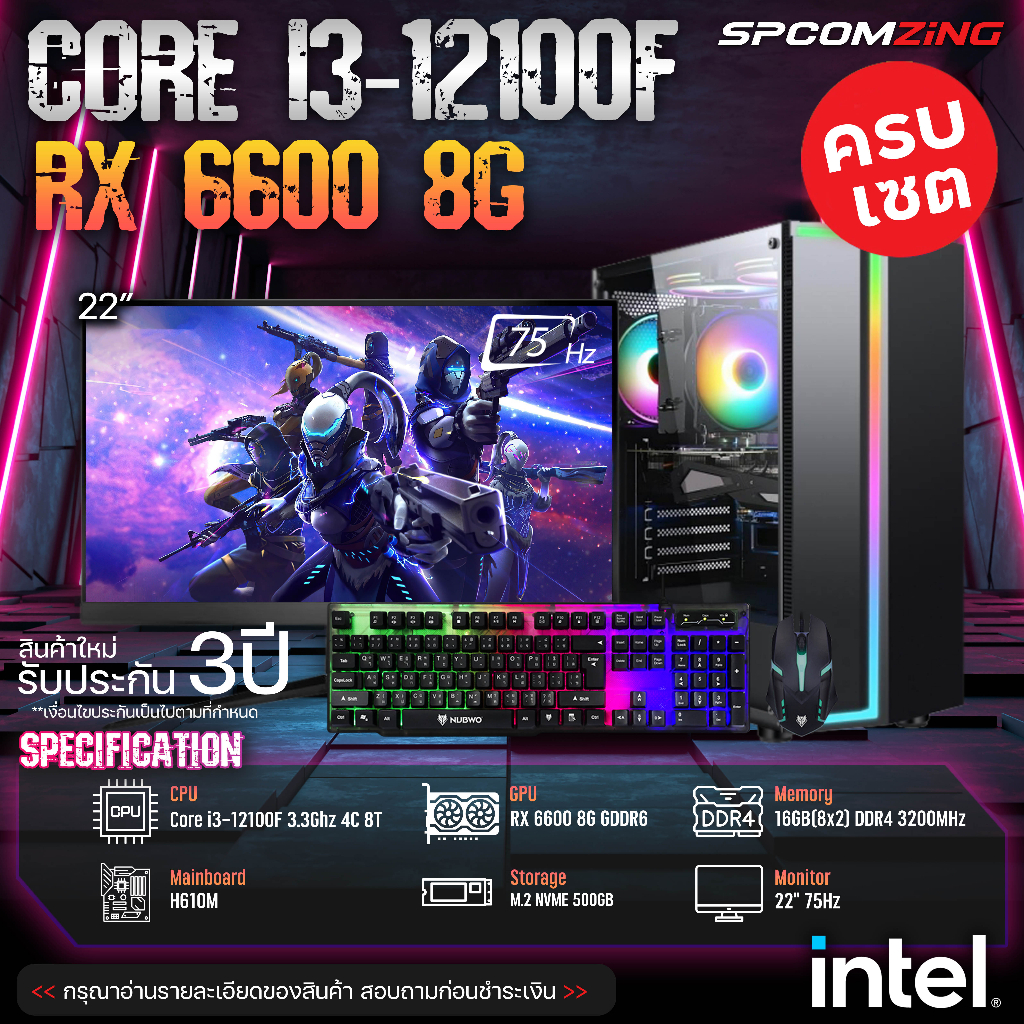 CORE I3-12100F
SPCOMZiNG
RX 6600 8G
ครบ
เซต
22"
75 Hz
สินค้าใหม่
รับประกัน 3ปี
**เงื่อนไขประกันเป็นไปตามที่กำหนด
NUBWO
SPECIFICATION
CPU
CPU
Core i3-12100F 3.3Ghz 4C 8T
GPU
RX 6600 8G GDDR6
DDR4
Memory
16GB(8x2) DDR4 3200MHz
Mainboard
H610M
Storage
M.2 NVME 500GB
Monitor
22" 75Hz
<< กรุณาอ่านรายละเอียดของสินค้า สอบถามก่อนชำระเงิน >>
intel®